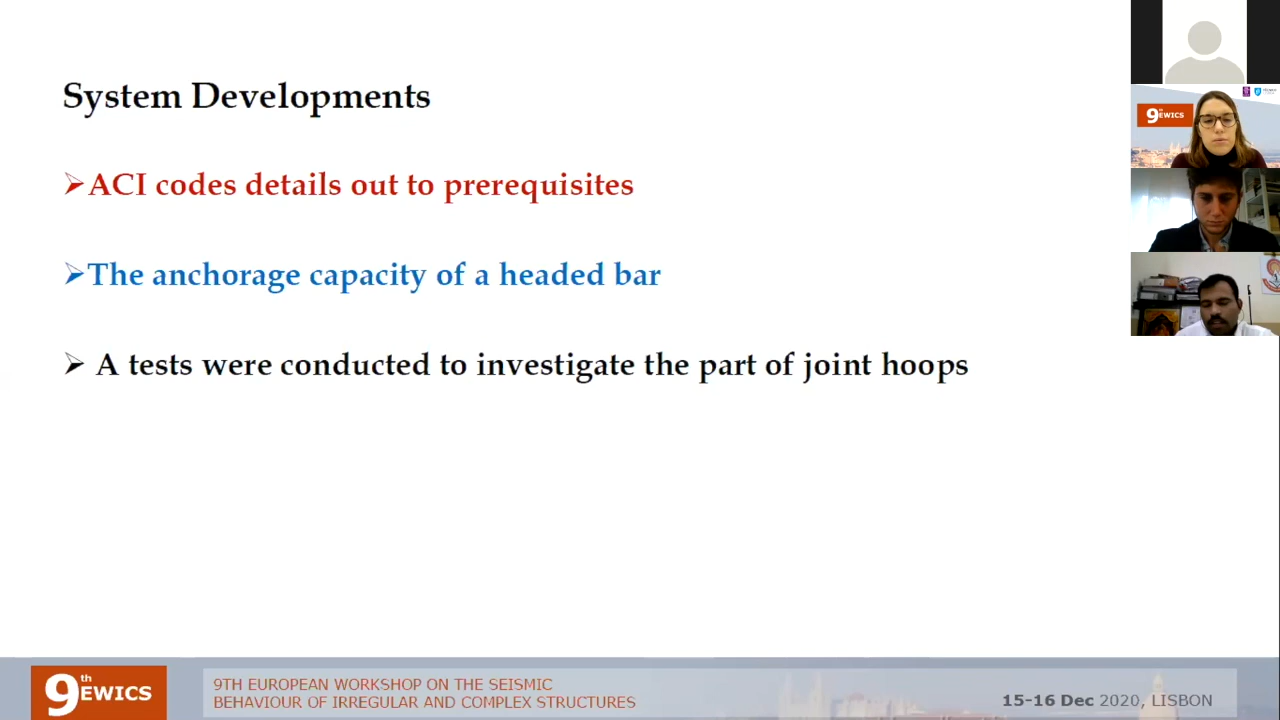 System Developments
➢ACI codes details out to prerequisites
➢The anchorage capacity of a headed bar
➢ A tests were conducted to investigate the part of joint hoops
9th EWICS
9th EWICS
9TH EUROPEAN WORKSHOP ON THE SEISMIC
BEHAVIOUR OF IRREGULAR AND COMPLEX STRUCTURES
15-16 Dec 2020, LISBON